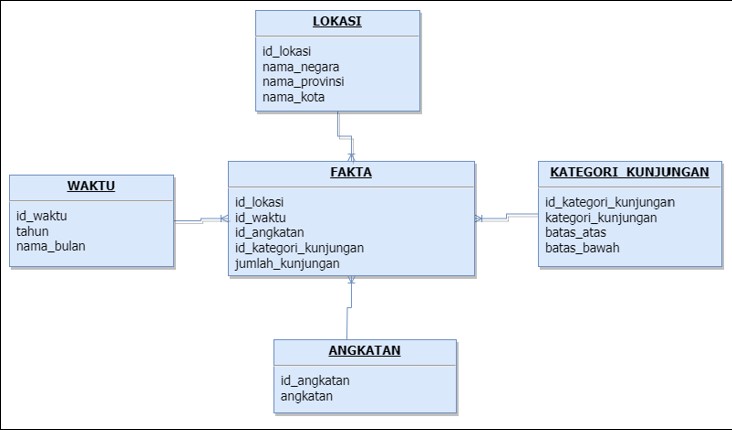 LOKASI
id_lokasi
nama_negara
nama_provinsi
nama_kota
WAKTU
id_waktu
tahun
nama_bulan
FAKTA
id_lokasi
id_waktu
id_angkatan
id_kategori_kunjungan
jumlah_kunjungan
KATEGORI_KUNJUNGAN
id_kategori_kunjungan
kategori_kunjungan
batas_atas
batas_bawah
ANGKATAN
id_angkatan
angkatan